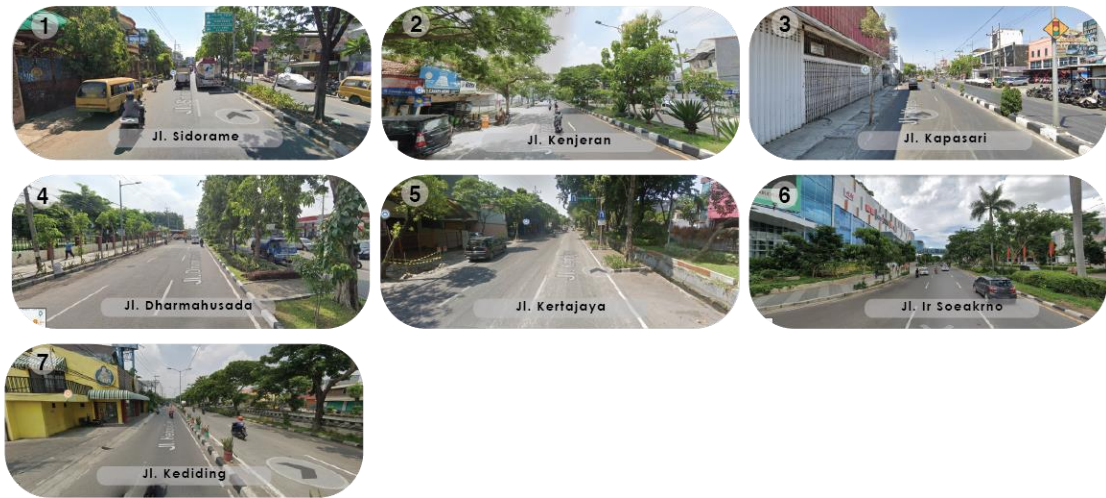 1
Jl. Sidorame
2
Jl. Kenjeran
3
Jl. Kapasari
4
Jl. Dharmahusada
5
Jl. Kertajaya
6
Jl. Ir Soeakrno
7
Jl. Kediding